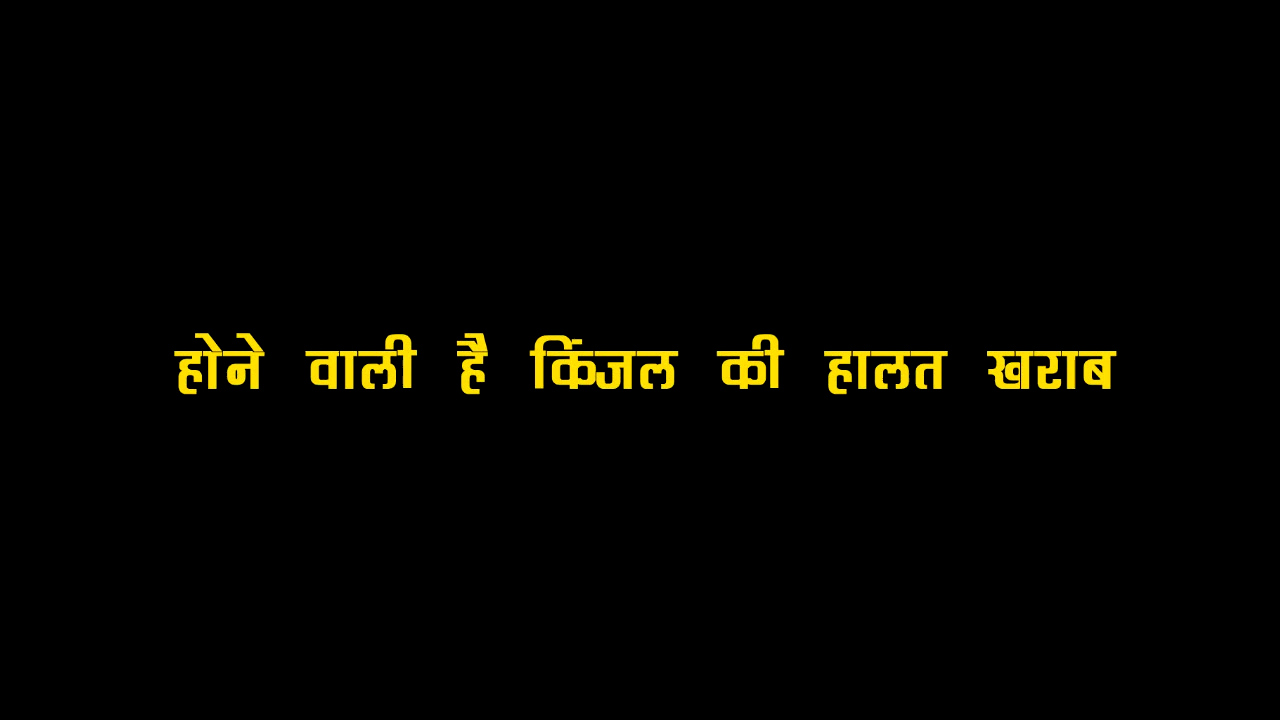 होने वाली है किंजल की हालत खराब